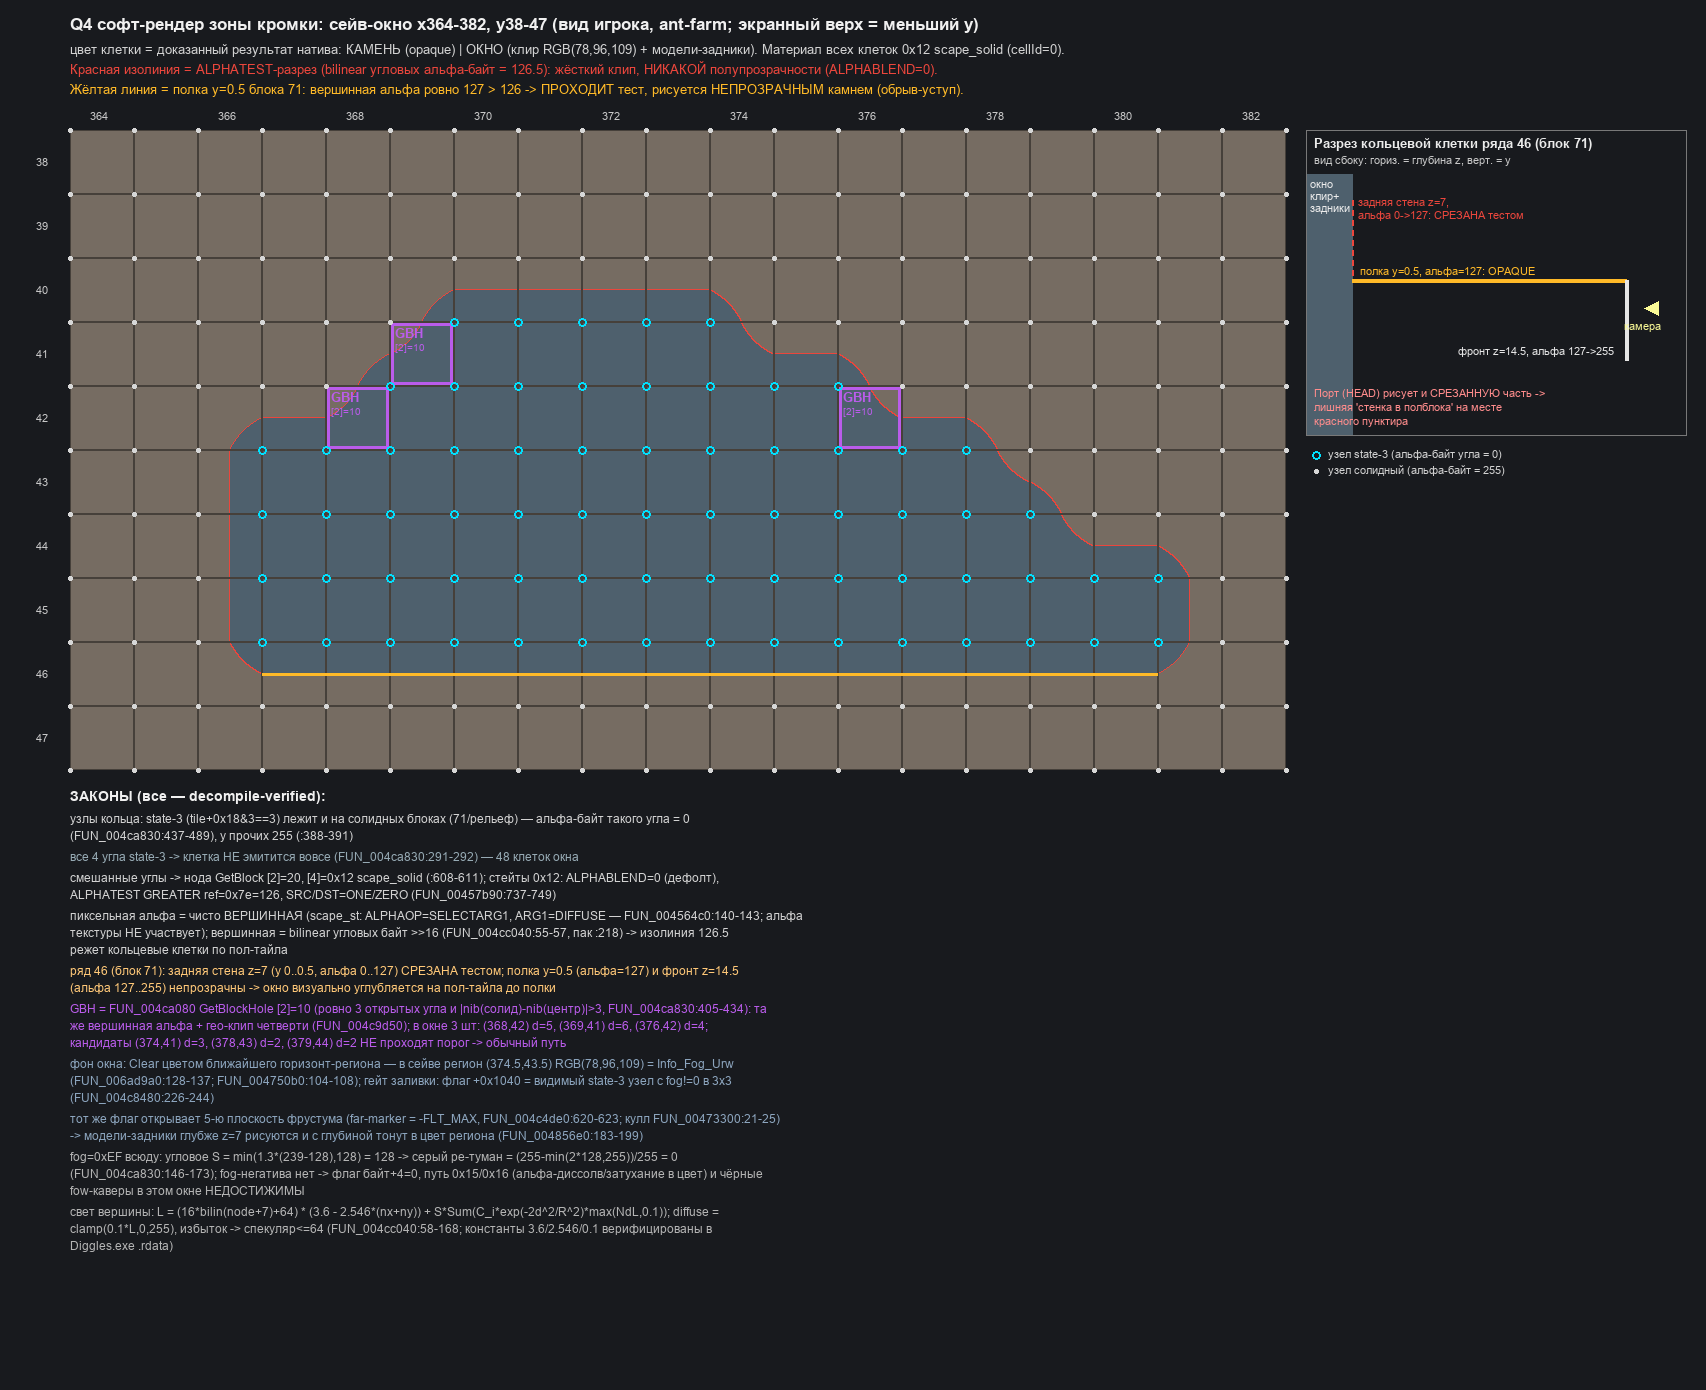 Q4 софт-рендер зоны кромки: сейв-окно x364-382, y38-47 (вид игрока, ant-farm; экранный верх = меньший y)
цвет клетки = доказанный результат натива: КАМЕНЬ (opaque) | ОКНО (клир RGB(78,96,109) + модели-задники). Материал всех клеток 0x12 scape_solid (cellId=0).
Красная изолиния = ALPHATEST-разрез (bilinear угловых альфа-байт = 126.5): жёсткий клип, НИКАКОЙ полупрозрачности (ALPHABLEND=0).
Жёлтая линия = полка y=0.5 блока 71: вершинная альфа ровно 127 > 126 -> ПРОХОДИТ тест, рисуется НЕПРОЗРАЧНЫМ камнем (обрыв-уступ).
364 366 368 370 372 374 376 378 380 382
38
39
40
41
42
43
44
45
46
47
GBH
[2]=10
GBH
[2]=10
GBH
[2]=10
Разрез кольцевой клетки ряда 46 (блок 71)
вид сбоку: гориз. = глубина z, верт. = y
окно
клир+
задники
задняя стена z=7,
альфа 0->127: СРЕЗАНА тестом
полка y=0.5, альфа=127: OPAQUE
камера
фронт z=14.5, альфа 127->255
Порт (HEAD) рисует и СРЕЗАННУЮ часть ->
лишняя 'стенка в полблока' на месте
красного пунктира
узел state-3 (альфа-байт угла = 0)
узел солидный (альфа-байт = 255)
ЗАКОНЫ (все — decompile-verified):
узлы кольца: state-3 (tile+0x18&3==3) лежит и на солидных блоках (71/рельеф) — альфа-байт такого угла = 0
(FUN_004ca830:437-489), у прочих 255 (:388-391)
все 4 угла state-3 -> клетка НЕ эмитится вовсе (FUN_004ca830:291-292) — 48 клеток окна
смешанные углы -> нода GetBlock [2]=20, [4]=0x12 scape_solid (:608-611); стейты 0x12: ALPHABLEND=0 (дефолт),
ALPHATEST GREATER ref=0x7e=126, SRC/DST=ONE/ZERO (FUN_00457b90:737-749)
пиксельная альфа = чисто ВЕРШИННАЯ (scape_st: ALPHAOP=SELECTARG1, ARG1=DIFFUSE — FUN_004564c0:140-143; альфа
текстуры НЕ участвует); вершинная = bilinear угловых байт >>16 (FUN_004cc040:55-57, пак :218) -> изолиния 126.5
режет кольцевые клетки по пол-тайла
ряд 46 (блок 71): задняя стена z=7 (y 0..0.5, альфа 0..127) СРЕЗАНА тестом; полка y=0.5 (альфа=127) и фронт z=14.5
(альфа 127..255) непрозрачны -> окно визуально углубляется на пол-тайла до полки
GBH = FUN_004ca080 GetBlockHole [2]=10 (ровно 3 открытых угла и |nib(солид)-nib(центр)|>3, FUN_004ca830:405-434): та
же вершинная альфа + гео-клип четверти (FUN_004c9d50); в окне 3 шт: (368,42) d=5, (369,41) d=6, (376,42) d=4;
кандидаты (374,41) d=3, (378,43) d=2, (379,44) d=2 НЕ проходят порог -> обычный путь
фон окна: Clear цветом ближайшего горизонт-региона — в сейве регион (374.5,43.5) RGB(78,96,109) = Info_Fog_Urw
(FUN_006ad9a0:128-137; FUN_004750b0:104-108); гейт заливки: флаг +0x1040 = видимый state-3 узел с fog!=0 в 3x3
(FUN_004c8480:226-244)
тот же флаг открывает 5-ю плоскость фрустума (far-marker = -FLT_MAX, FUN_004c4de0:620-623; кулл FUN_00473300:21-25)
-> модели-задники глубже z=7 рисуются и с глубиной тонут в цвет региона (FUN_004856e0:183-199)
fog=0xEF всюду: угловое S = min(1.3*(239-128),128) = 128 -> серый ре-туман = (255-min(2*128,255))/255 = 0
(FUN_004ca830:146-173); fog-негатива нет -> флаг байт+4=0, путь 0x15/0x16 (альфа-диссолв/затухание в цвет) и чёрные
fow-каверы в этом окне НЕДОСТИЖИМЫ
свет вершины: L = (16*bilin(node+7)+64) * (3.6 - 2.546*(nx+ny)) + S*Sum(C_i*exp(-2d^2/R^2)*max(NdL,0.1)); diffuse =
clamp(0.1*L,0,255), избыток -> спекуляр<=64 (FUN_004cc040:58-168; константы 3.6/2.546/0.1 верифицированы в
Diggles.exe .rdata)